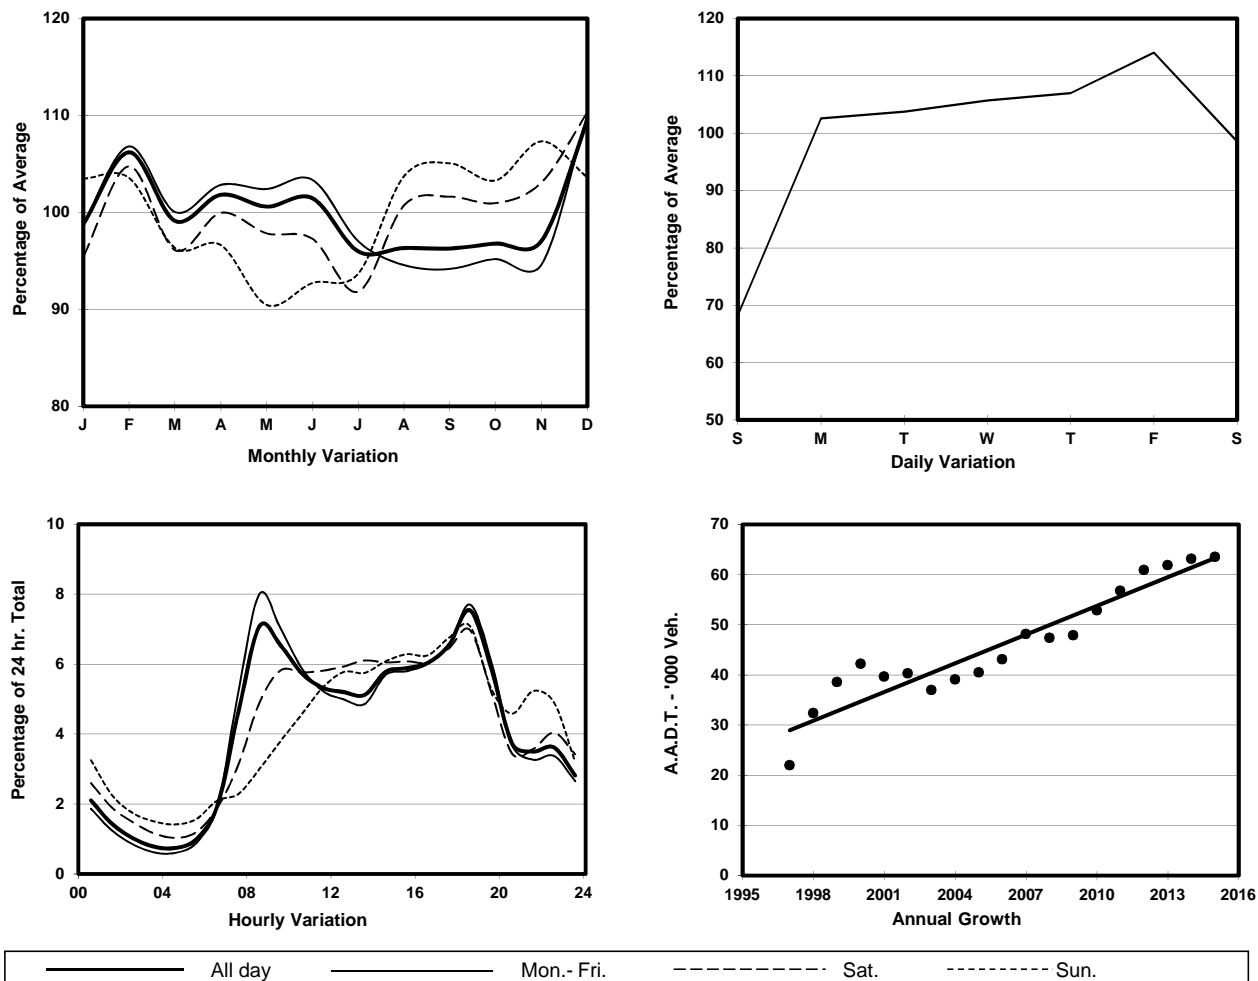 120
110
100
90
80
Percentage of Average
J F M A M J J A S O N D
Monthly Variation
120
110
100
90
80
70
60
50
Percentage of Average
S M T W T F S
Daily Variation
10
8
6
4
2
0
Percentage of 24 hr. Total
00 04 08 12 16 20 24
Hourly Variation
70
60
50
40
30
20
10
0
A.A.D.T. - '000 Veh.
1995 1998 2001 2004 2007 2010 2013 2016
Annual Growth
All day Mon.- Fri. Sat. Sun.